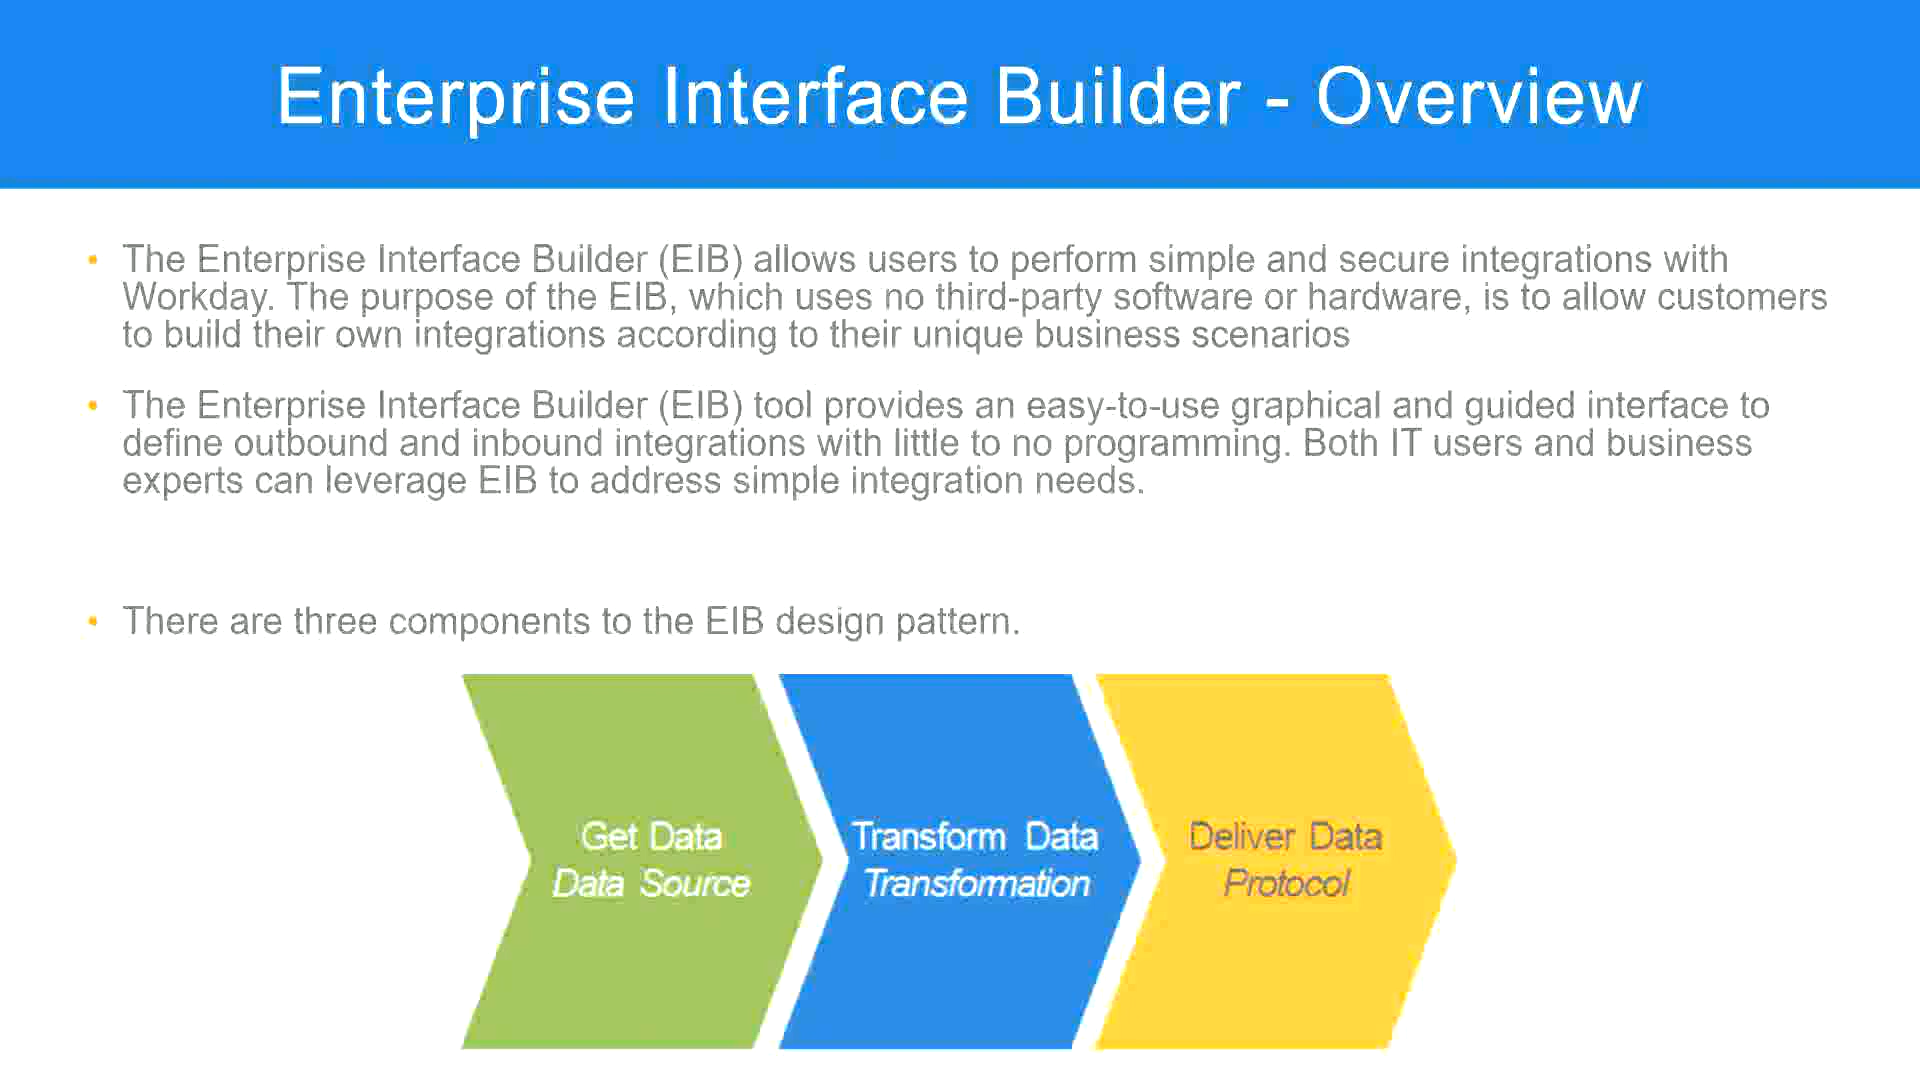 Enterprise Interface Builder - Overview
• The Enterprise Interface Builder (EIB) allows users to perform simple and secure integrations with
Workday. The purpose of the EIB, which uses no third-party software or hardware, is to allow customers
to build their own integrations according to their unique business scenarios
• The Enterprise Interface Builder (EIB) tool provides an easy-to-use graphical and guided interface to
define outbound and inbound integrations with little to no programming. Both IT users and business
experts can leverage EIB to address simple integration needs.
• There are three components to the EIB design pattern.
Get Data
Data Source
Transform Data
Transformation
Deliver Data
Protocol